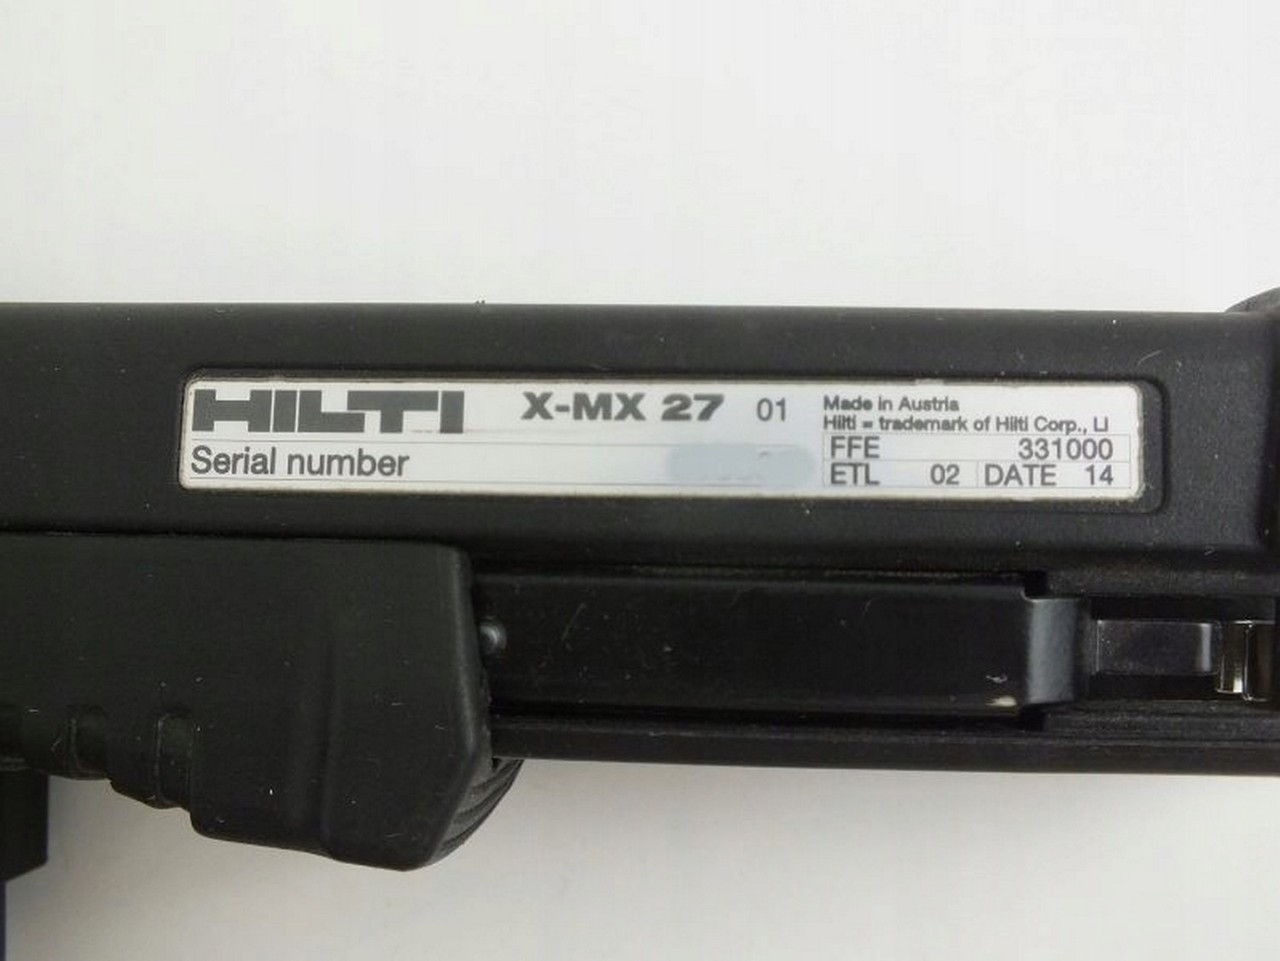 HILTI X-MX 27 01
Made in Austria
Hilti = trademark of Hilti Corp., LI
Serial number
FFE 331000
ETL 02 DATE 14